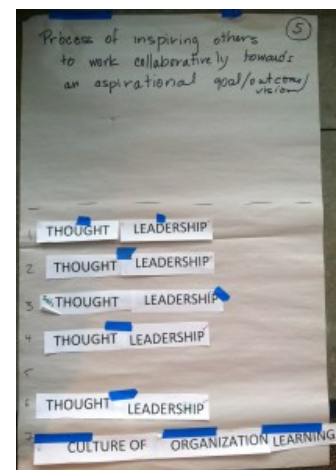 5
Process of inspiring others
to work collaboratively towards
an aspirational goal/outcome/
vision/
1 THOUGHT LEADERSHIP
2 THOUGHT LEADERSHIP
3 THOUGHT LEADERSHIP
4 THOUGHT LEADERSHIP
5
6 THOUGHT LEADERSHIP
7 CULTURE OF ORGANIZATION LEARNING